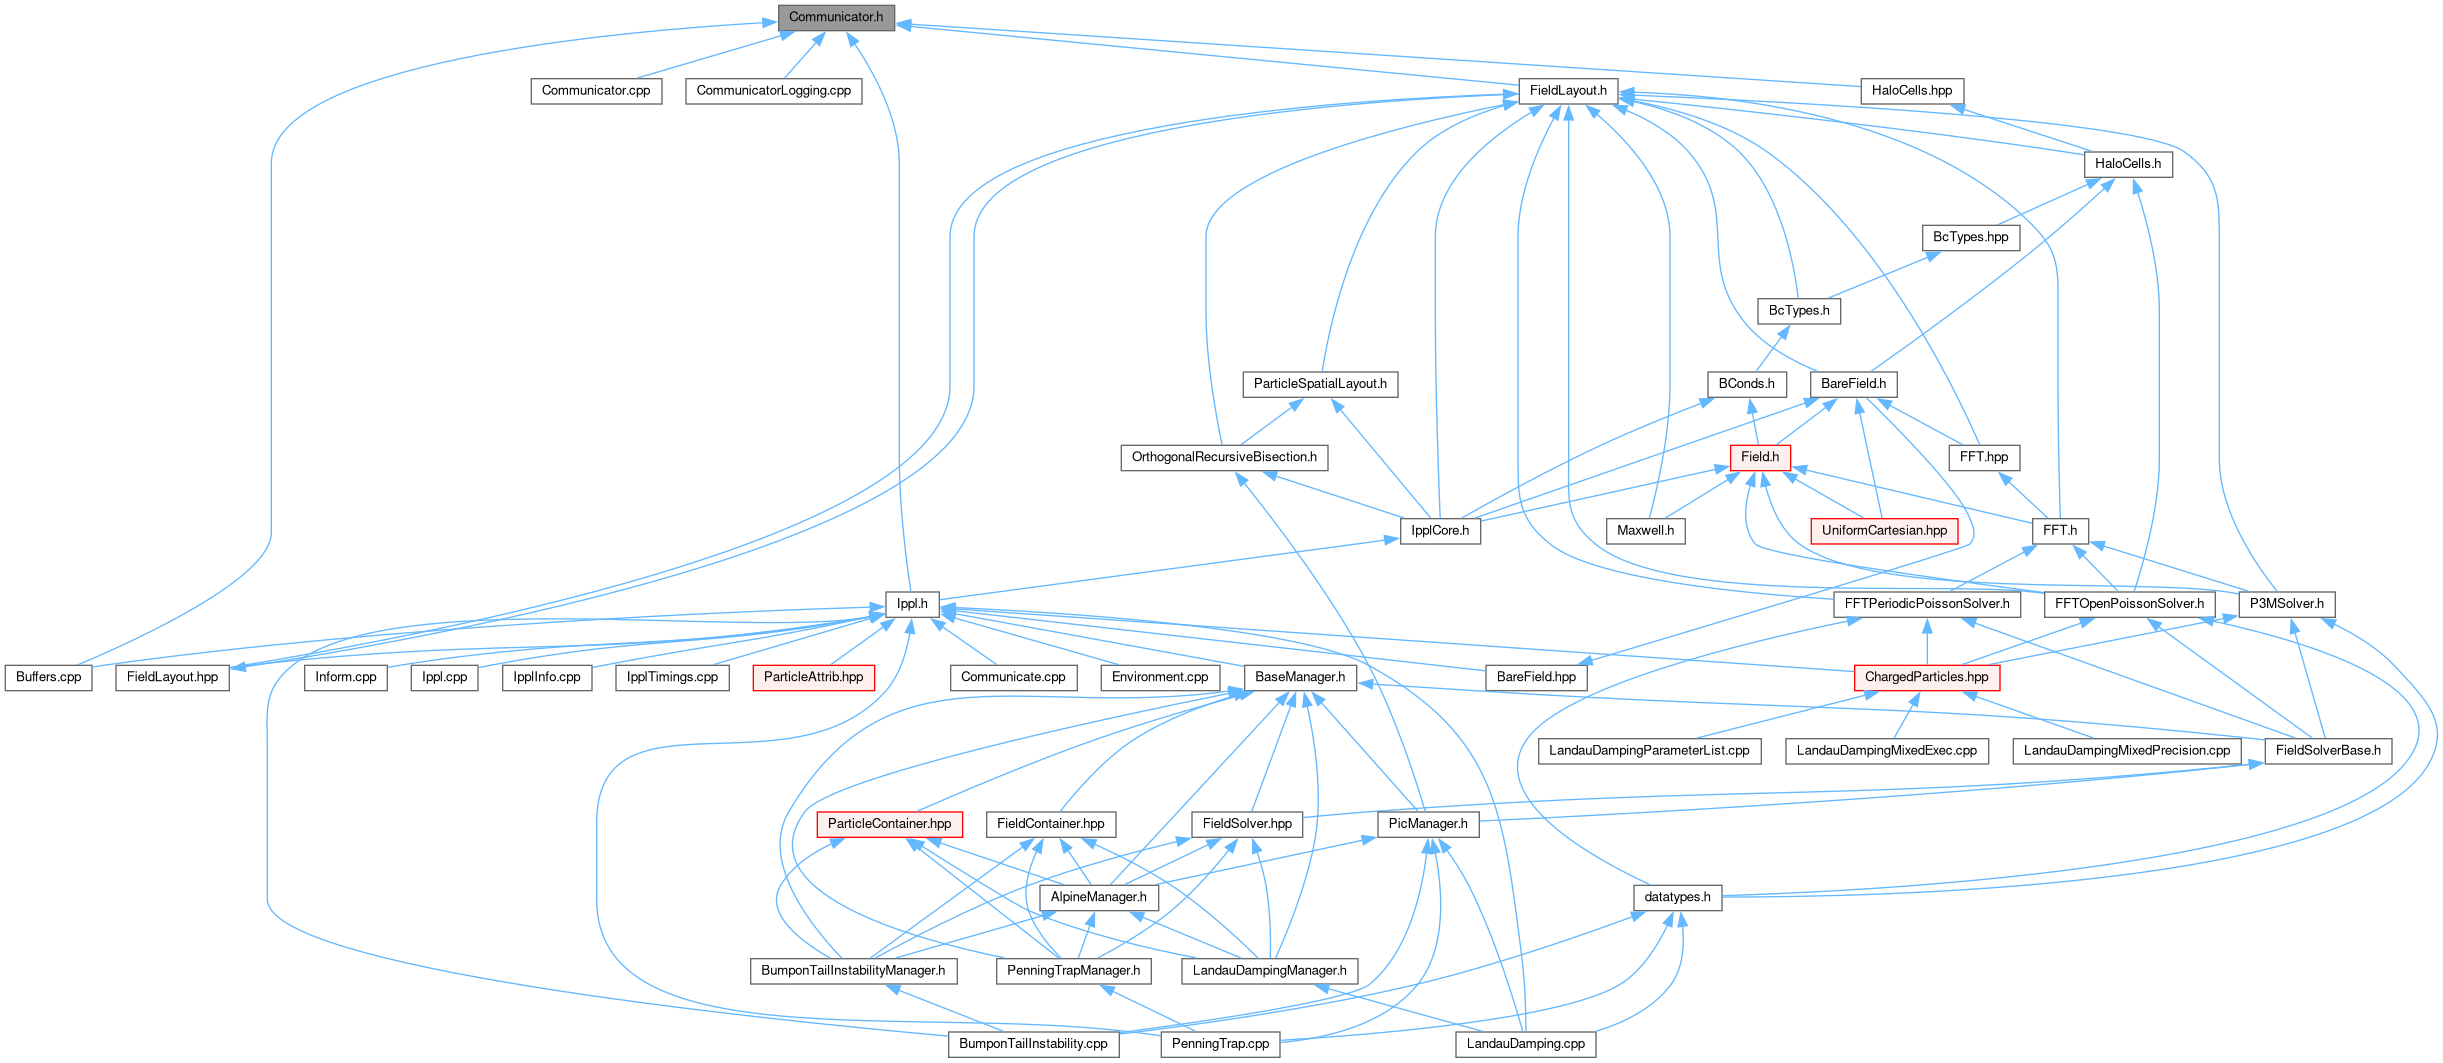 Communicator.h
Communicator.cpp
CommunicatorLogging.cpp
FieldLayout.h
HaloCells.hpp
HaloCells.h
BcTypes.hpp
BcTypes.h
ParticleSpatialLayout.h
BConds.h
BareField.h
OrthogonalRecursiveBisection.h
Field.h
FFT.hpp
IpplCore.h
Maxwell.h
UniformCartesian.hpp
FFT.h
Ippl.h
FFTPeriodicPoissonSolver.h
FFTOpenPoissonSolver.h
P3MSolver.h
Buffers.cpp
FieldLayout.hpp
Inform.cpp
Ippl.cpp
IpplInfo.cpp
IpplTimings.cpp
ParticleAttrib.hpp
Communicate.cpp
Environment.cpp
BaseManager.h
BareField.hpp
ChargedParticles.hpp
LandauDampingParameterList.cpp
LandauDampingMixedExec.cpp
LandauDampingMixedPrecision.cpp
FieldSolverBase.h
ParticleContainer.hpp
FieldContainer.hpp
FieldSolver.hpp
PicManager.h
AlpineManager.h
datatypes.h
BumponTailInstabilityManager.h
PenningTrapManager.h
LandauDampingManager.h
BumponTailInstability.cpp
PenningTrap.cpp
LandauDamping.cpp